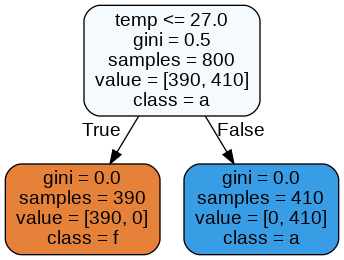 temp <= 27.0
gini = 0.5
samples = 800
value = [390, 410]
class = a
True
False
gini = 0.0
samples = 390
value = [390, 0]
class = f
gini = 0.0
samples = 410
value = [0, 410]
class = a